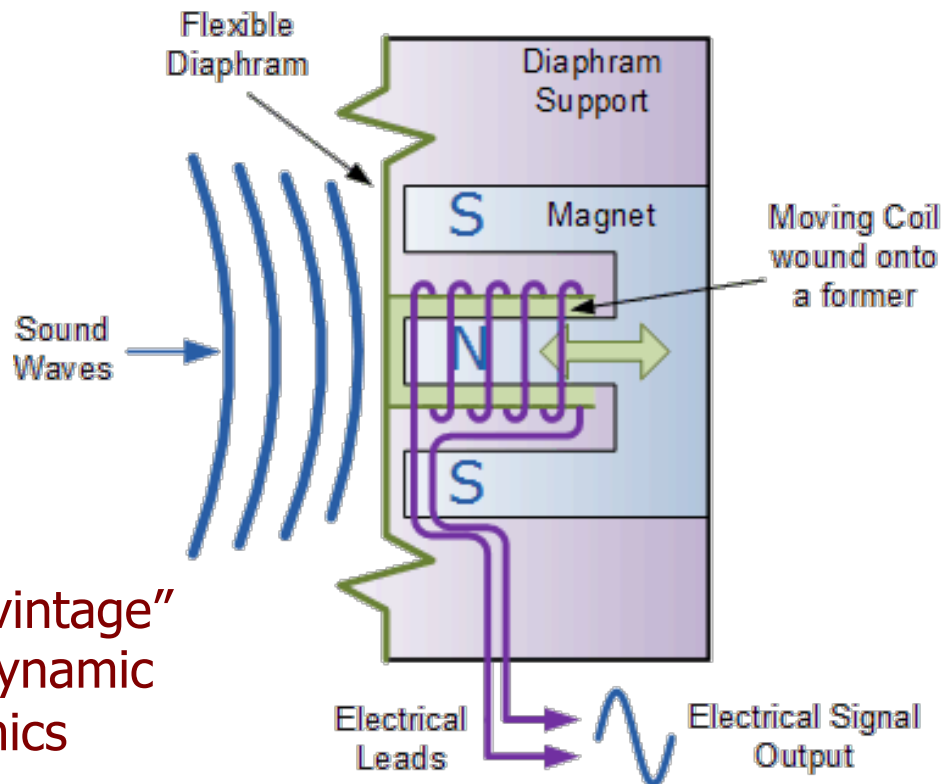 Flexible
Diaphram
Diaphram
Support
S
Magnet
Moving Coil
wound onto
a former
Sound
Waves
N
S
vintage”
ynamic
nics
Electrical
Leads
Electrical Signal
Output